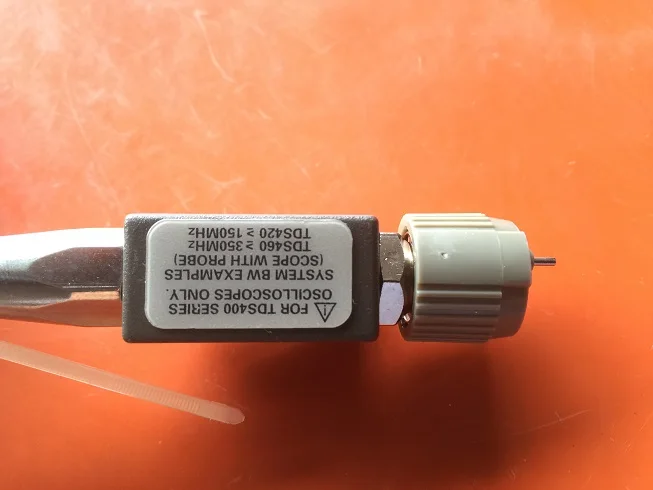 ⚠ FOR TDS400 SERIES
OSCILLOSCOPES ONLY.
SYSTEM BW EXAMPLES
(SCOPE WITH PROBE)
TDS460 ≥ 350MHz
TDS420 ≥ 150MHz